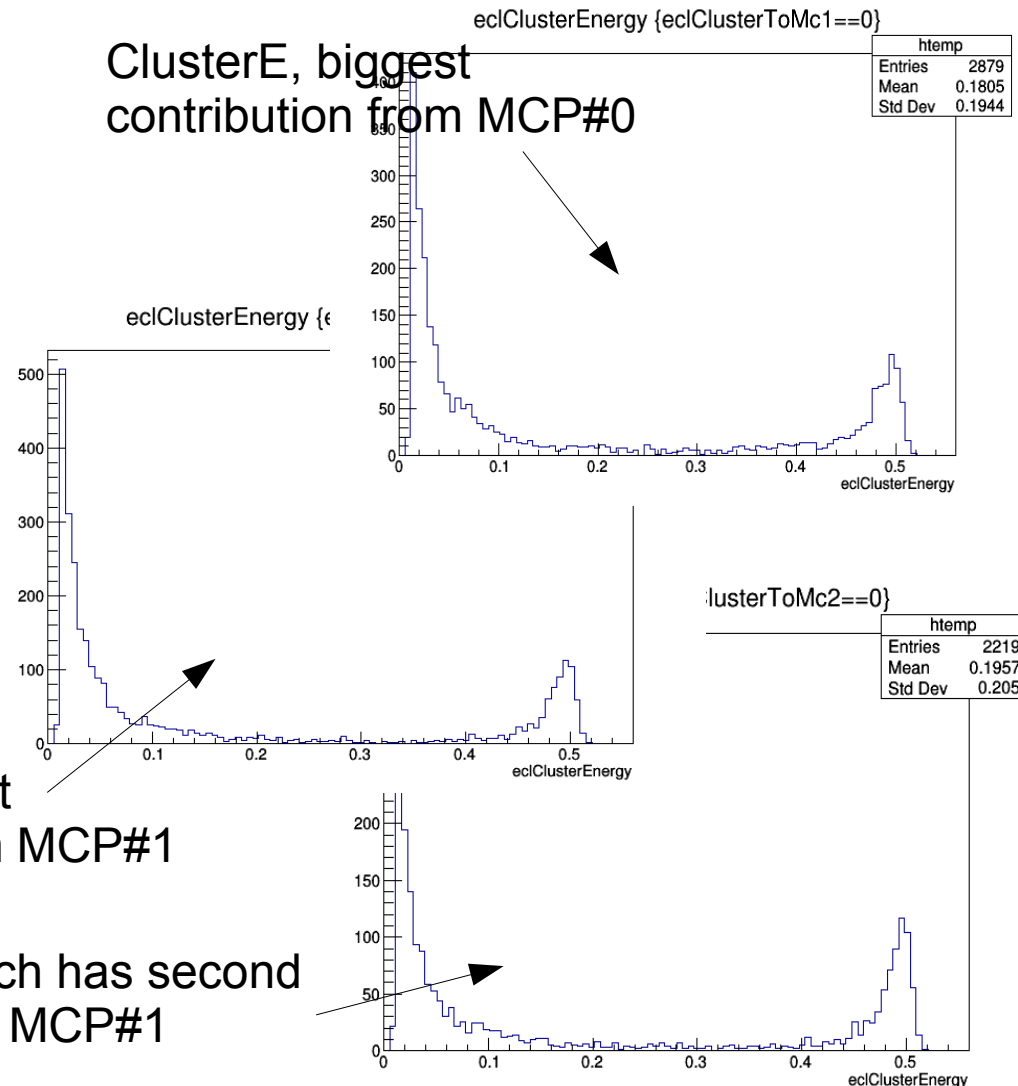 eclClusterEnergy {eclClusterToMc1==0}
ClusterE, biggest
contribution from MCP#0
htemp
Entries 2879
Mean 0.1805
Std Dev 0.1944
400
350
300
250
200
150
100
50
0
0 0.1 0.2 0.3 0.4 0.5
eclClusterEnergy
eclClusterEnergy {e
500
400
300
200
100
0
0 0.1 0.2 0.3 0.4 0.5
eclClusterEnergy
t
MCP#1
lusterToMc2==0}
htemp
Entries 2219
Mean 0.1957
Std Dev 0.205
200
150
100
50
0
0 0.1 0.2 0.3 0.4 0.5
eclClusterEnergy
ch has second
MCP#1